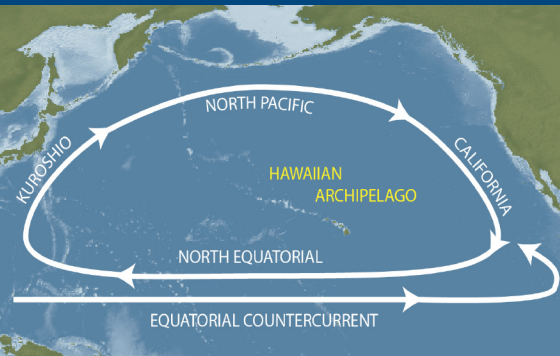 NORTH PACIFIC
KUROSHIO
CALIFORNIA
HAWAIIAN
ARCHIPELAGO
NORTH EQUATORIAL
EQUATORIAL COUNTERCURRENT